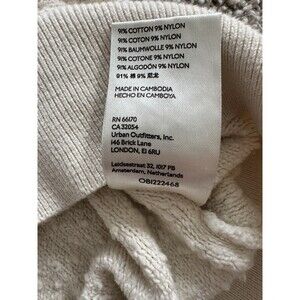 91% COTTON 9% NYLON
91% COTON 9% NYLON
91% BAUMWOLLE 9% NYLON
91% COTONE 9% NYLON
91% ALGODÓN 9% NYLON
91% 棉 9% 尼龙
MADE IN CAMBODIA
HECHO EN CAMBOYA
RN 66170
CA 32054
Urban Outfitters, Inc.
146 Brick Lane
LONDON, E1 6RU
Leidsestraat 32, 1017 PB
Amsterdam, Netherlands
OB1222468